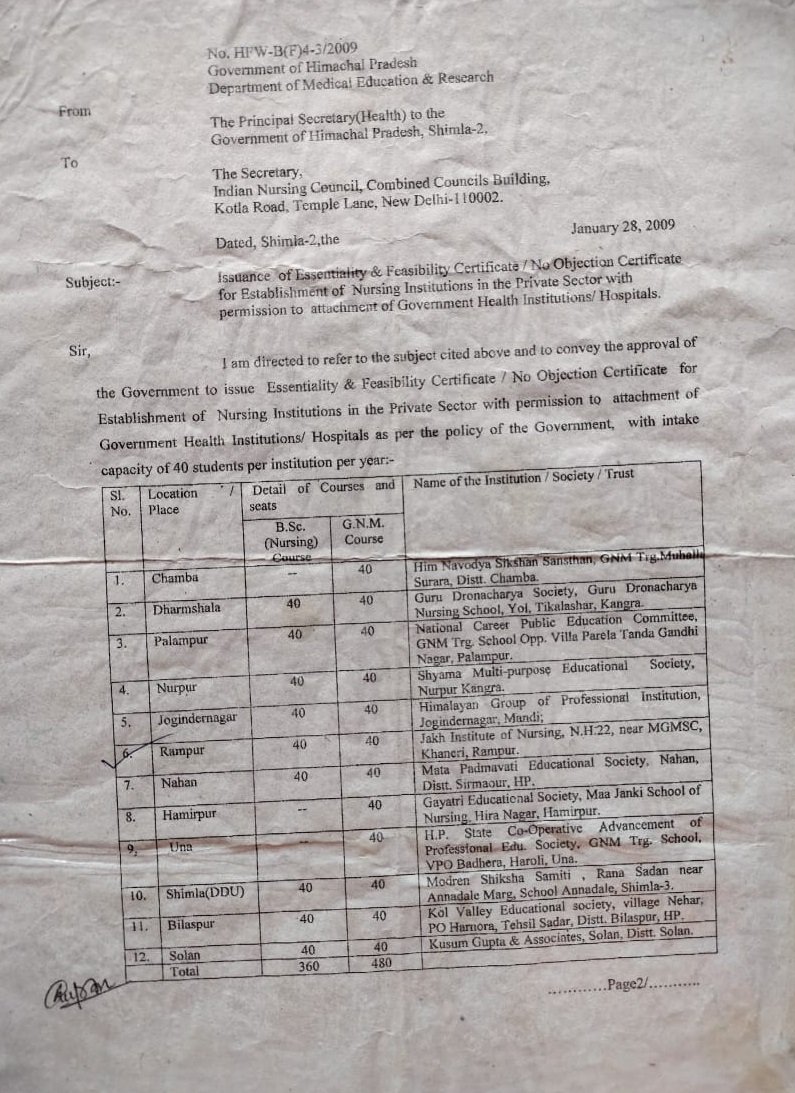 No. HFW-B(F)4-3/2009
Government of Himachal Pradesh
Department of Medical Education & Research
From
The Principal Secretary(Health) to the
Government of Himachal Pradesh, Shimla-2.
To
The Secretary,
Indian Nursing Council, Combined Councils Building,
Kotla Road, Temple Lane, New Delhi-110002.
Dated, Shimla-2,the January 28, 2009
Subject:- Issuance of Essentiality & Feasibility Certificate / No Objection Certificate
for Establishment of Nursing Institutions in the Private Sector with
permission to attachment of Government Health Institutions/ Hospitals.
Sir,
I am directed to refer to the subject cited above and to convey the approval of
the Government to issue Essentiality & Feasibility Certificate / No Objection Certificate for
Establishment of Nursing Institutions in the Private Sector with permission to attachment of
Government Health Institutions/ Hospitals as per the policy of the Government, with intake
capacity of 40 students per institution per year:-
Sl. No. Location / Place Detail of Courses and seats Name of the Institution / Society / Trust
B.Sc. (Nursing) Course G.N.M. Course
1. Chamba -- 40 Him Navodya Sikshan Sansthan, GNM Trg.Muhalla
Surara, Distt. Chamba.
2. Dharmshala 40 40 Guru Dronacharya Society, Guru Dronacharya
Nursing School, Yol, Tikalashar, Kangra.
3. Palampur 40 40 National Career Public Education Committee,
GNM Trg. School Opp. Villa Parela Tanda Gandhi
Nagar, Palampur.
4. Nurpur 40 40 Shyama Multi-purpose Educational Society,
Nurpur Kangra.
5. Jogindernagar 40 40 Himalayan Group of Professional Institution,
Jogindernagar, Mandi;
6. Rampur 40 40 Jakh Institute of Nursing, N.H.22, near MGMSC,
Khaneri, Rampur.
7. Nahan 40 40 Mata Padmavati Educational Society, Nahan,
Distt. Sirmaour, HP.
8. Hamirpur -- 40 Gayatri Educational Society, Maa Janki School of
Nursing, Hira Nagar, Hamirpur.
9. Una -- 40 H.P. State Co-Operative Advancement of
Professional Edu. Society, GNM Trg. School,
VPO Badhera, Haroli, Una.
10. Shimla(DDU) 40 40 Modren Shiksha Samiti , Rana Sadan near
Annadale Marg, School Annadale, Shimla-3.
11. Bilaspur 40 40 Kol Valley Educational society, village Nehar,
PO Harnora, Tehsil Sadar, Distt. Bilaspur, HP.
12. Solan 40 40 Kusum Gupta & Associates, Solan, Distt. Solan.
Total 360 480
............Page2/...........